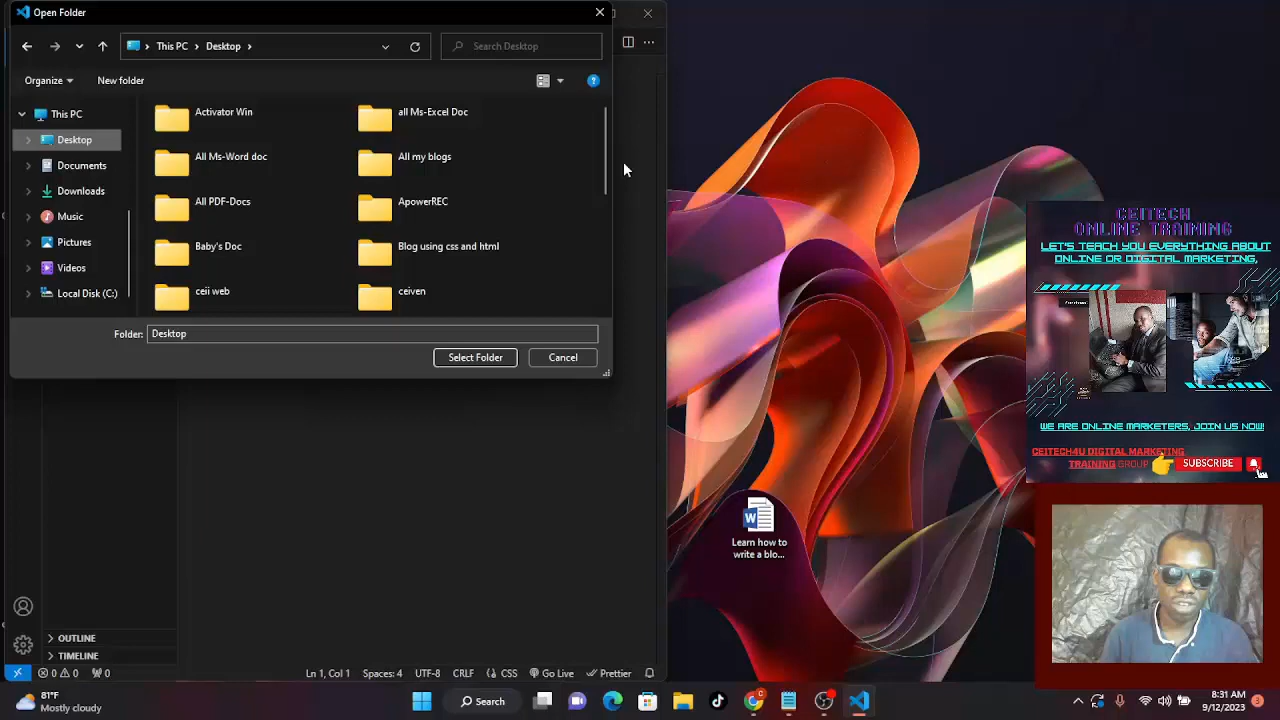 Open Folder
This PC
Desktop
Search Desktop
Organize
New folder
This PC
Desktop
Documents
Downloads
Music
Pictures
Videos
Local Disk (C:)
Activator Win
all Ms-Excel Doc
All Ms-Word doc
All my blogs
All PDF-Docs
ApowerREC
Baby's Doc
Blog using css and html
ceii web
ceiven
Folder:
Desktop
Select Folder
Cancel
OUTLINE
TIMELINE
0 0 0
Ln 1, Col 1
Spaces: 4
UTF-8
CRLF
CSS
Go Live
Prettier
Learn how to
write a blo...
CEITECH
ONLINE TRAINING
LET'S TEACH YOU EVERYTHING ABOUT
ONLINE OR DIGITAL MARKETING,
WE ARE ONLINE MARKETERS, JOIN US NOW!
CEITECH4U DIGITAL MARKETING
TRAINING GROUP
SUBSCRIBE
81°F
Mostly cloudy
Search
8:31 AM
9/12/2023
3